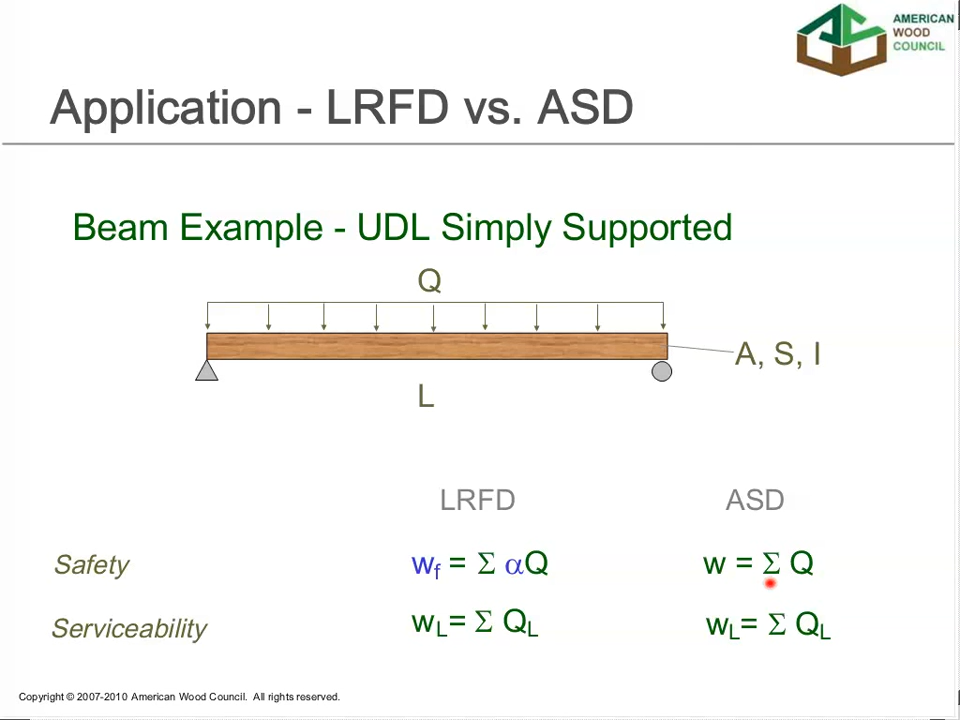 AMERICAN
WOOD
COUNCIL
Application - LRFD vs. ASD
Beam Example - UDL Simply Supported
Q
A, S, I
L
LRFD ASD
Safety w_f = Σ αQ w = Σ Q
Serviceability w_L= Σ Q_L w_L= Σ Q_L
Copyright © 2007-2010 American Wood Council. All rights reserved.